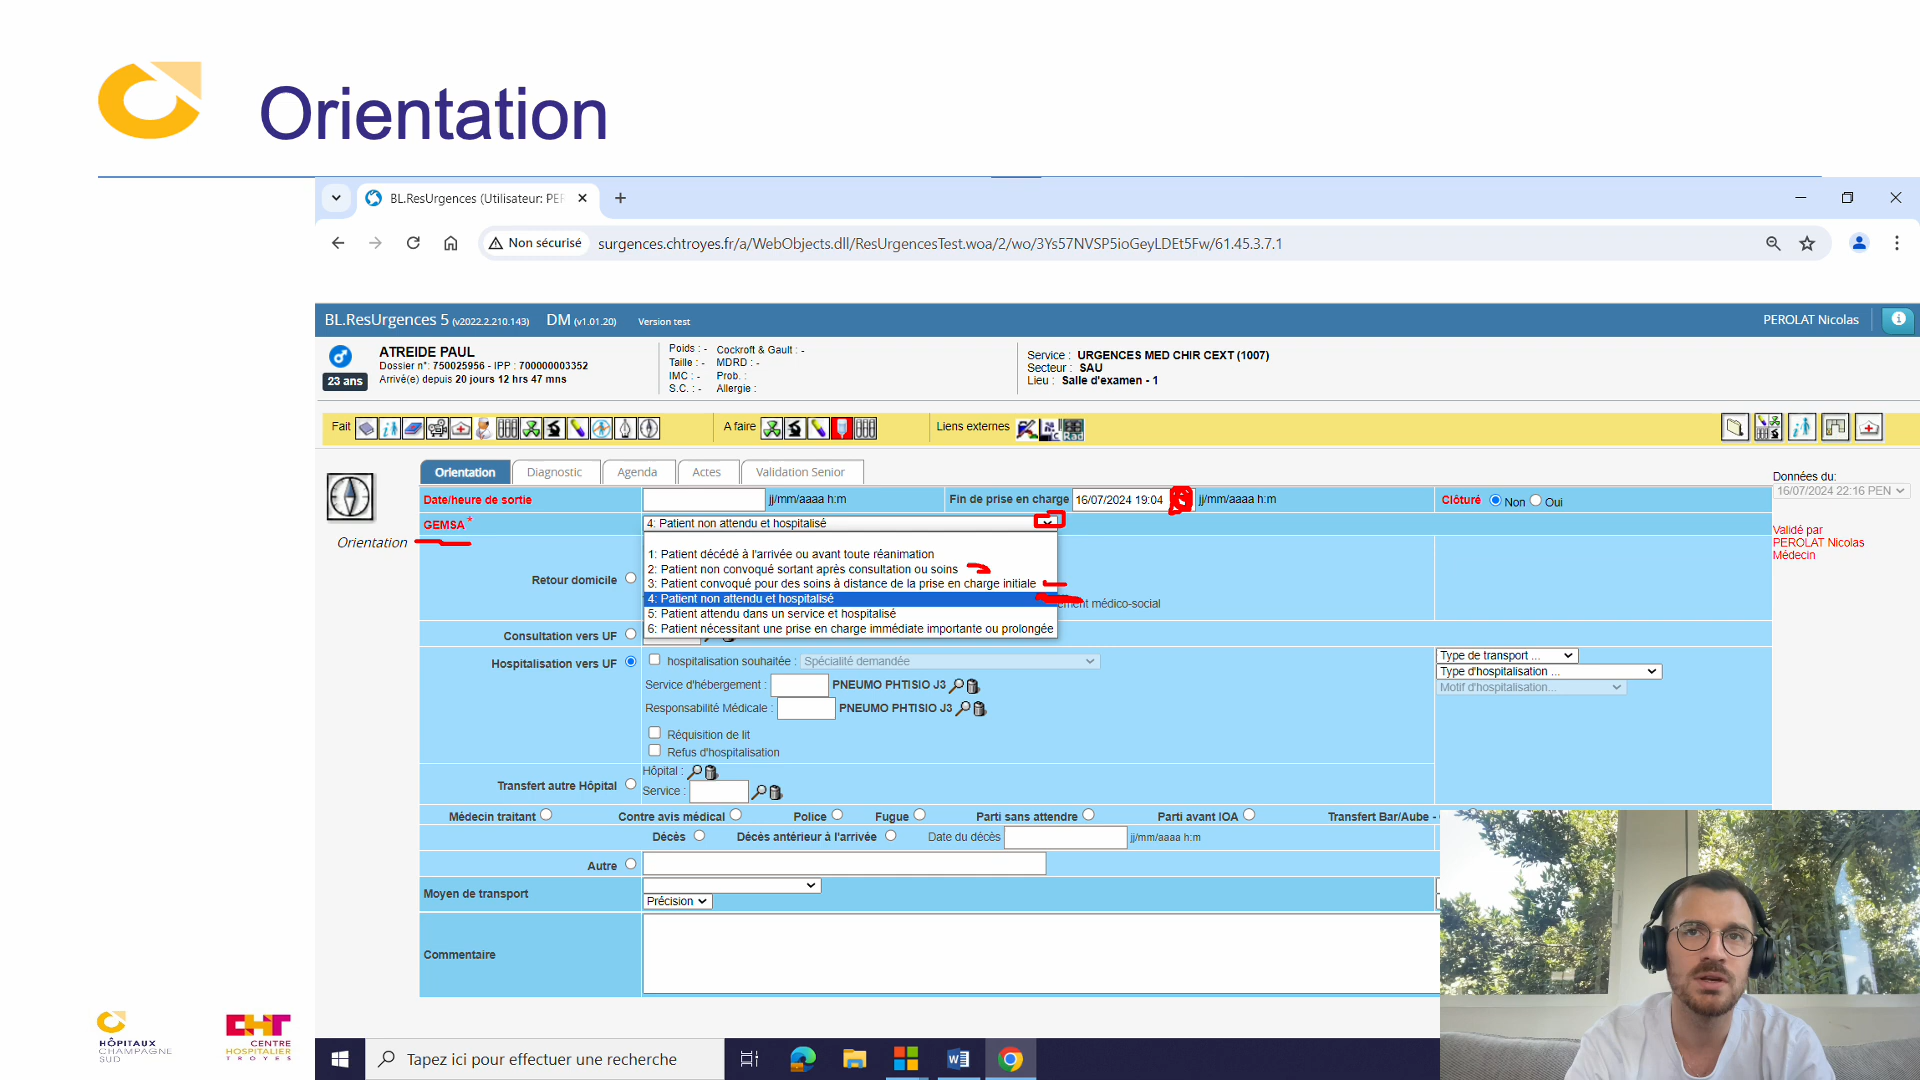 Orientation
BL.ResUrgences (Utilisateur: PER
Non sécurisé surgences.chtroyes.fr/a/WebObjects.dll/ResUrgencesTest.woa/2/wo/3Ys57NVSP5ioGeyLDEt5Fw/61.45.3.7.1
BL.ResUrgences 5 (v2022.2.210.143) DM (v1.01.20) Version test PEROLAT Nicolas
ATREIDE PAUL
Dossier n°: 750025956 - IPP : 700000003352
23 ans Arrivé(e) depuis 20 jours 12 hrs 47 mns
Poids : - Cockroft & Gault : -
Taille : - MDRD : -
IMC : - Prob. :
S.C. : - Allergie :
Service : URGENCES MED CHIR CEXT (1007)
Secteur : SAU
Lieu : Salle d'examen - 1
Fait A faire Liens externes
Orientation Diagnostic Agenda Actes Validation Senior
Orientation
Date/heure de sortie jj/mm/aaaa h:m Fin de prise en charge 16/07/2024 19:04 jj/mm/aaaa h:m Clôturé Non Oui
GEMSA * 4: Patient non attendu et hospitalisé
1: Patient décédé à l'arrivée ou avant toute réanimation
2: Patient non convoqué sortant après consultation ou soins
3: Patient convoqué pour des soins à distance de la prise en charge initiale
4: Patient non attendu et hospitalisé
5: Patient attendu dans un service et hospitalisé
6: Patient nécessitant une prise en charge immédiate importante ou prolongée
Retour domicile
médico-social
Consultation vers UF
Hospitalisation vers UF hospitalisation souhaitée : Spécialité demandée
Service d'hébergement : PNEUMO PHTISIO J3
Responsabilité Médicale : PNEUMO PHTISIO J3
Réquisition de lit
Refus d'hospitalisation
Type de transport ...
Type d'hospitalisation ...
Motif d'hospitalisation...
Transfert autre Hôpital Hôpital :
Service :
Médecin traitant Contre avis médical Police Fugue Parti sans attendre Parti avant IOA Transfert Bar/Aube -
Décès Décès antérieur à l'arrivée Date du décès jj/mm/aaaa h:m
Autre
Moyen de transport
Précision
Commentaire
Données du:
16/07/2024 22:16 PEN
Validé par
PEROLAT Nicolas
Médecin
HÔPITAUX
CHAMPAGNE
SUD
CHT
CENTRE
HOSPITALIER
TROYES
Tapez ici pour effectuer une recherche